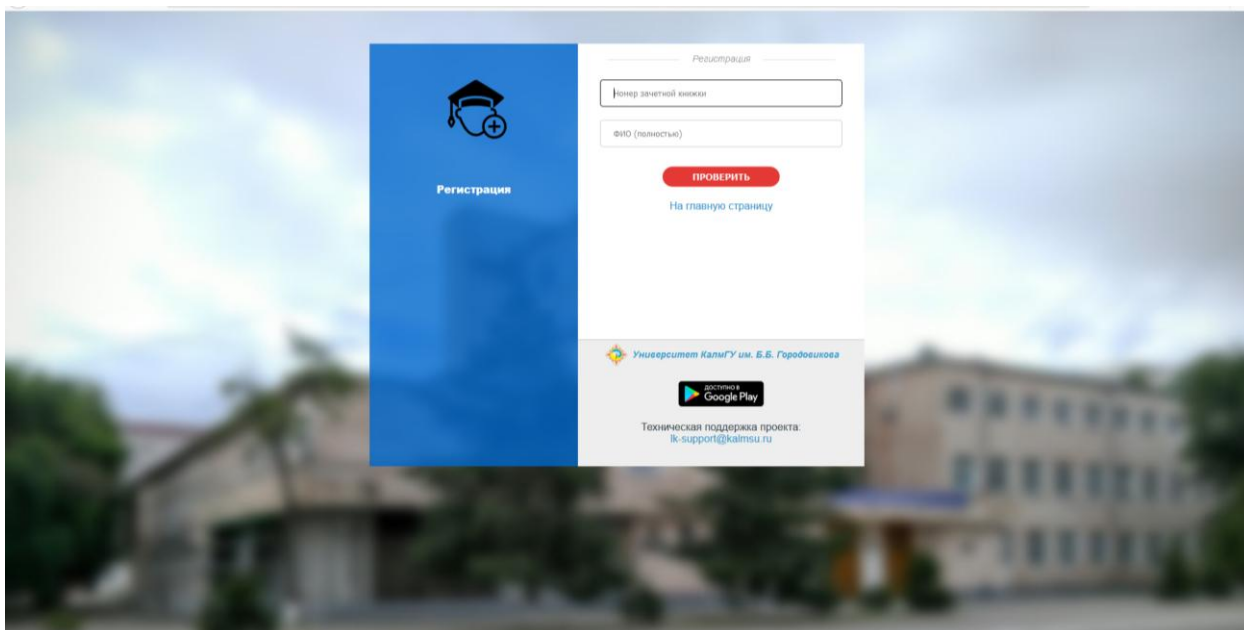 Регистрация
Регистрация
Номер зачетной книжки
ФИО (полностью)
ПРОВЕРИТЬ
На главную страницу
Университет КалмГУ им. Б.Б. Городовикова
ДОСТУПНО В
Google Play
Техническая поддержка проекта:
lk-support@kalmsu.ru